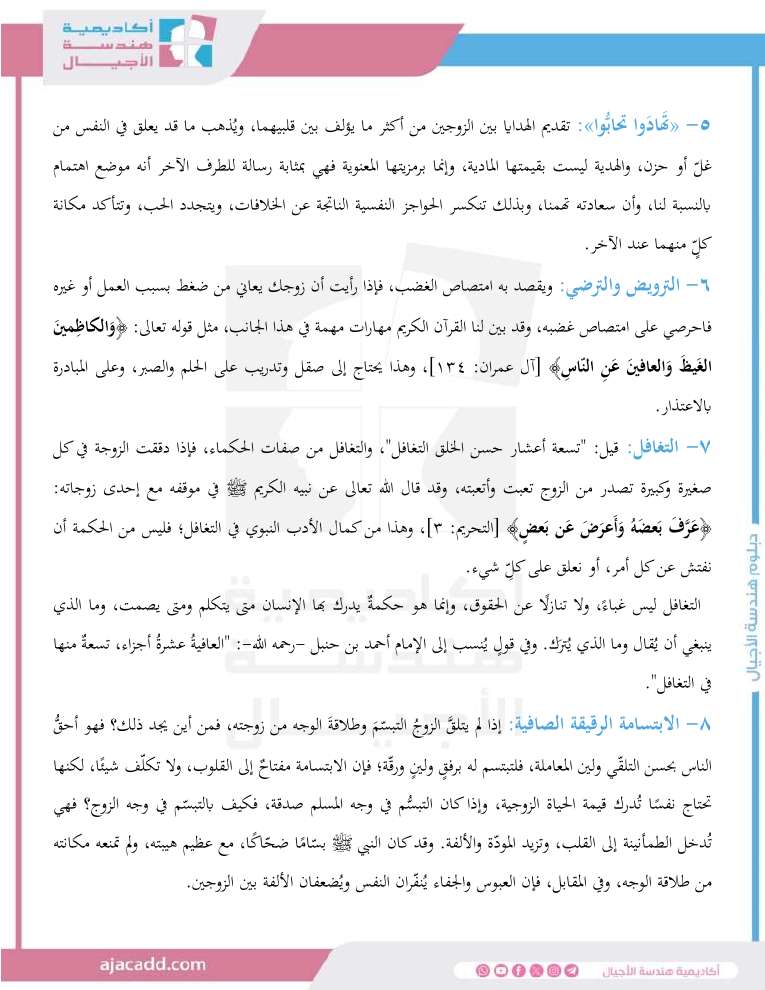 أكاديمية
هندسة
الأجيال
٥- «تَهَادَوا تحابُّوا»: تقديم الهدايا بين الزوجين من أكثر ما يؤلف بين قلبيهما، ويُذهب ما قد يعلق في النفس من
غلّ أو حزن، والهدية ليست بقيمتها المادية، وإنما برمزيتها المعنوية فهي بمثابة رسالة للطرف الآخر أنه موضع اهتمام
بالنسبة لنا، وأن سعادته تهمنا، وبذلك تنكسر الحواجز النفسية الناتجة عن الخلافات، ويتجدد الحب، وتتأكد مكانة
كلٍّ منهما عند الآخر.
٦- الترويض والترضي: ويقصد به امتصاص الغضب، فإذا رأيت أن زوجك يعاني من ضغط بسبب العمل أو غيره
فاحرصي على امتصاص غضبه، وقد بين لنا القرآن الكريم مهارات مهمة في هذا الجانب، مثل قوله تعالى: ﴿وَالكاظِمينَ
الغَيظَ وَالعافينَ عَنِ النّاسِ﴾ [آل عمران: ١٣٤]، وهذا يحتاج إلى صقل وتدريب على الحلم والصبر، وعلى المبادرة
بالاعتذار.
٧- التغافل: قيل: "تسعة أعشار حسن الخلق التغافل"، والتغافل من صفات الحكماء، فإذا دققت الزوجة في كل
صغيرة وكبيرة تصدر من الزوج تعبت وأتعبته، وقد قال الله تعالى عن نبيه الكريم ﷺ في موقفه مع إحدى زوجاته:
﴿عَرَّفَ بَعضَهُ وَأَعرَضَ عَن بَعضٍ﴾ [التحريم: ٣]، وهذا من كمال الأدب النبوي في التغافل؛ فليس من الحكمة أن
نفتش عن كل أمر، أو نعلق على كلّ شيء.
التغافل ليس غباءً، ولا تنازلًا عن الحقوق، وإنما هو حكمةٌ يدرك بها الإنسان متى يتكلم ومتى يصمت، وما الذي
ينبغي أن يُقال وما الذي يُترَك. وفي قولٍ يُنسب إلى الإمام أحمد بن حنبل -رحمه الله-: "العافيةُ عشرةُ أجزاء، تسعةٌ منها
في التغافل".
٨- الابتسامة الرقيقة الصافية: إذا لم يتلقَّ الزوجُ التبسّمَ وطلاقةَ الوجه من زوجته، فمن أين يجد ذلك؟ فهو أحقُّ
الناس بحسن التلقّي ولين المعاملة، فلتبتسم له برفقٍ ولينٍ ورقّة؛ فإن الابتسامة مفتاحٌ إلى القلوب، ولا تكلّف شيئًا، لكنها
تحتاج نفسًا تُدرك قيمة الحياة الزوجية، وإذا كان التبسُّم في وجه المسلم صدقة، فكيف بالتبسّم في وجه الزوج؟ فهي
تُدخل الطمأنينة إلى القلب، وتزيد المودّة والألفة. وقد كان النبي ﷺ بسّامًا ضحّاكًا، مع عظيم هيبته، ولم تمنعه مكانته
من طلاقة الوجه، وفي المقابل، فإن العبوس والجفاء يُنفّران النفس ويُضعفان الألفة بين الزوجين.
دبلوم هندسة الأجيال
أكاديمية
هندسة
الأجيال
أكاديمية هندسة الأجيال
ajacadd.com